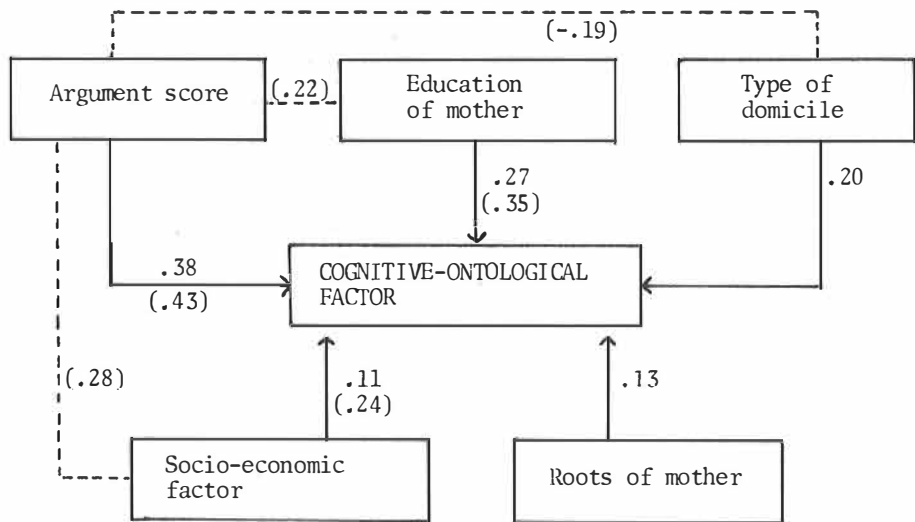 (-.19)
Argument score
(.22)
Education
of mother
Type of
domicile
.27
(.35)
.20
.38
(.43)
COGNITIVE-ONTOLOGICAL
FACTOR
(.28)
.11
(.24)
.13
Socio-economic
factor
Roots of mother